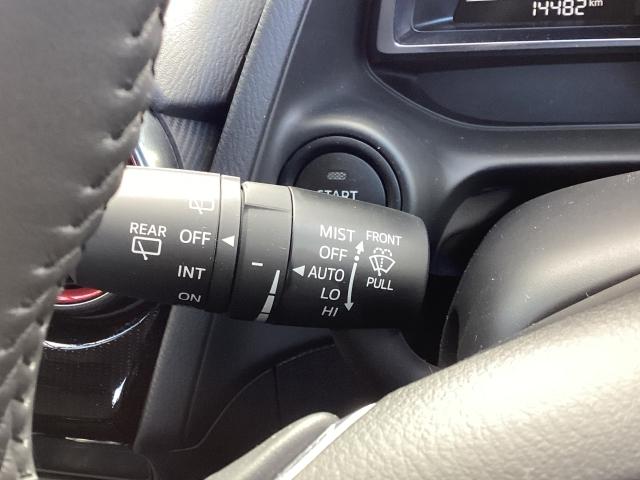 14482 km
START
REAR
OFF
INT
ON
MIST
OFF
AUTO
LO
HI
FRONT
PULL